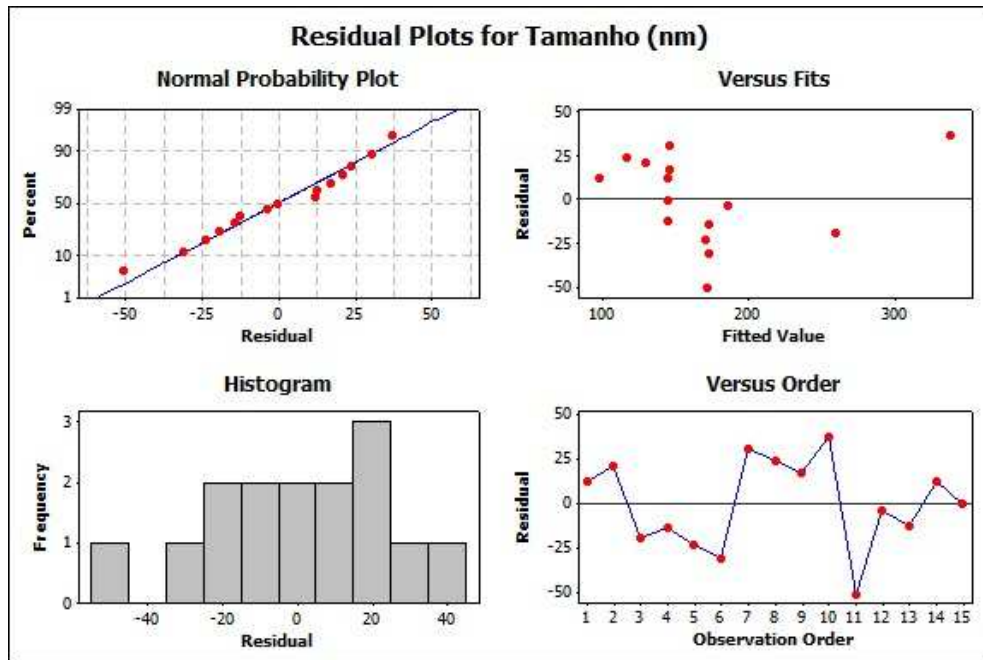 Residual Plots for Tamanho (nm)
Normal Probability Plot
99
90
50
10
1
Percent
-50 -25 0 25 50
Residual
Versus Fits
50
25
0
-25
-50
Residual
100 200 300
Fitted Value
Histogram
3
2
1
0
Frequency
-40 -20 0 20 40
Residual
Versus Order
50
25
0
-25
-50
Residual
1 2 3 4 5 6 7 8 9 10 11 12 13 14 15
Observation Order